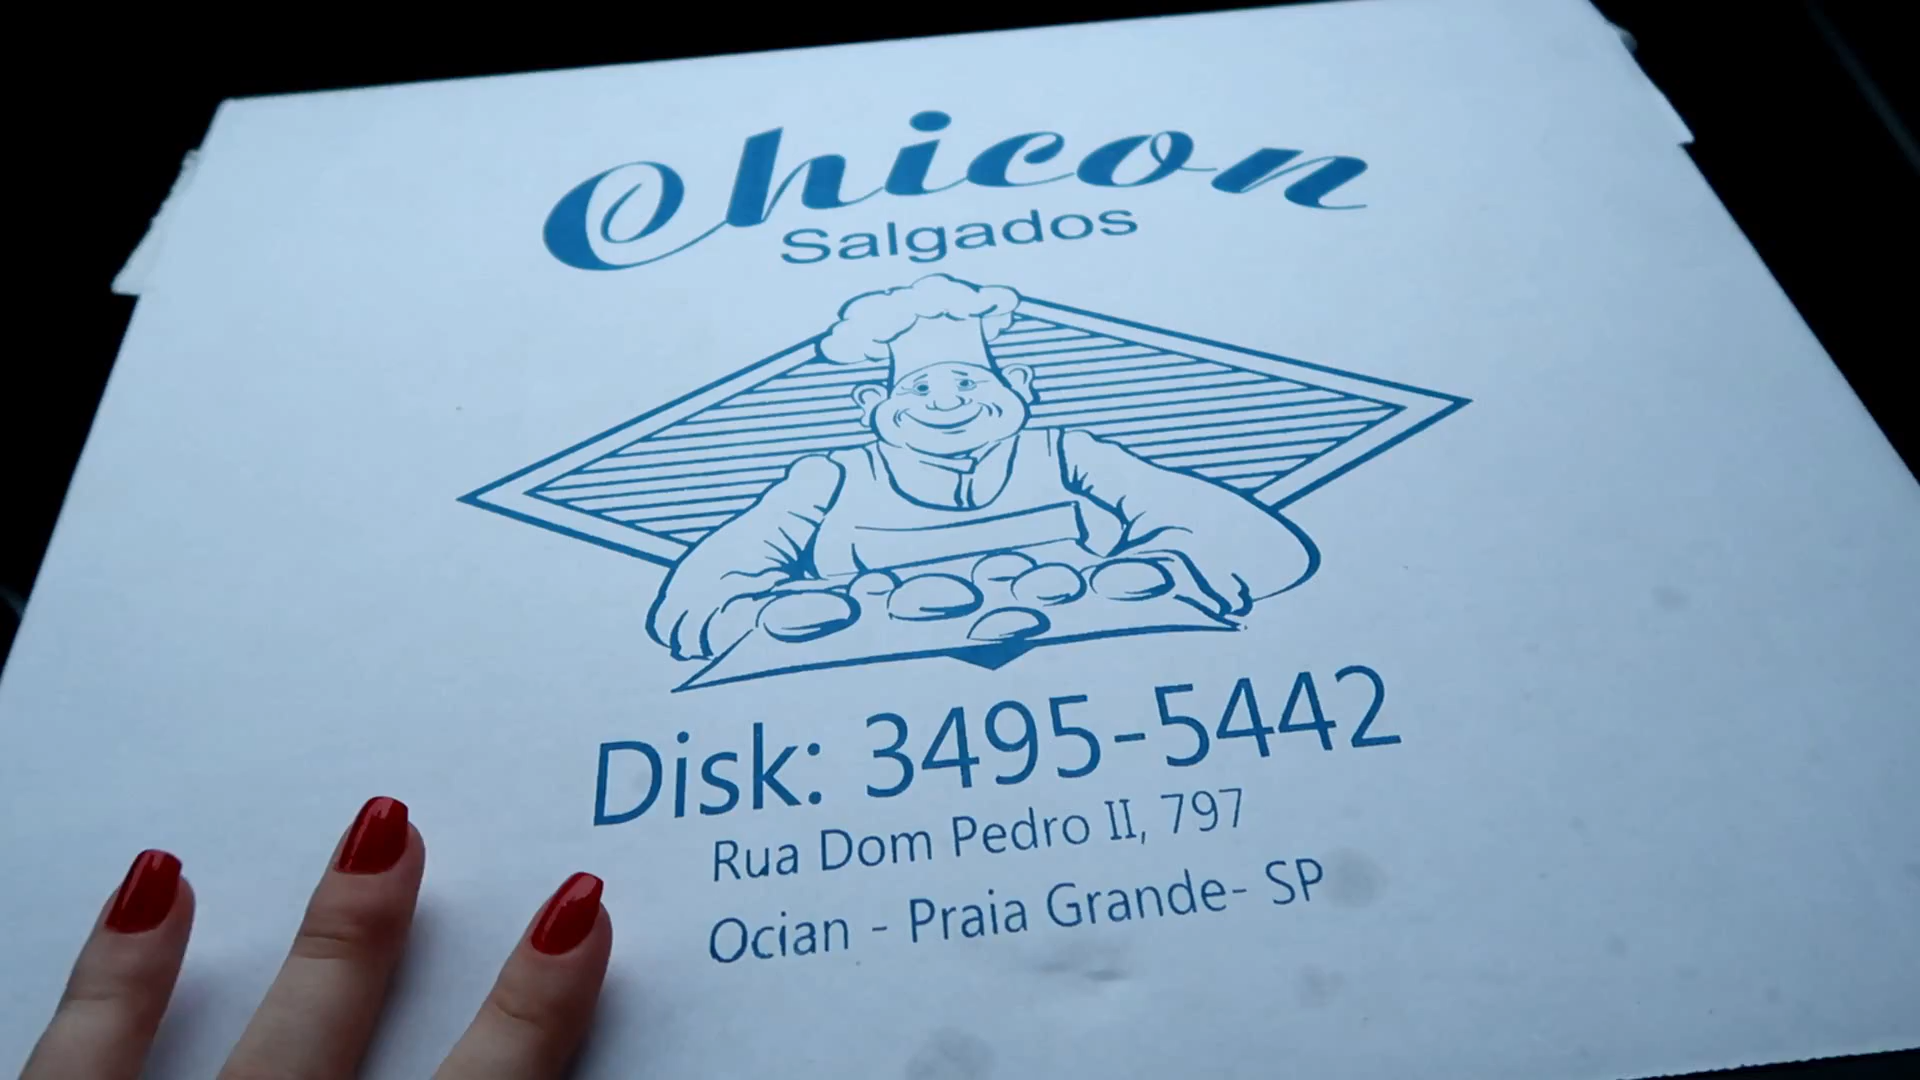 Chicon
Salgados
Disk: 3495-5442
Rua Dom Pedro II, 797
Ocian - Praia Grande- SP